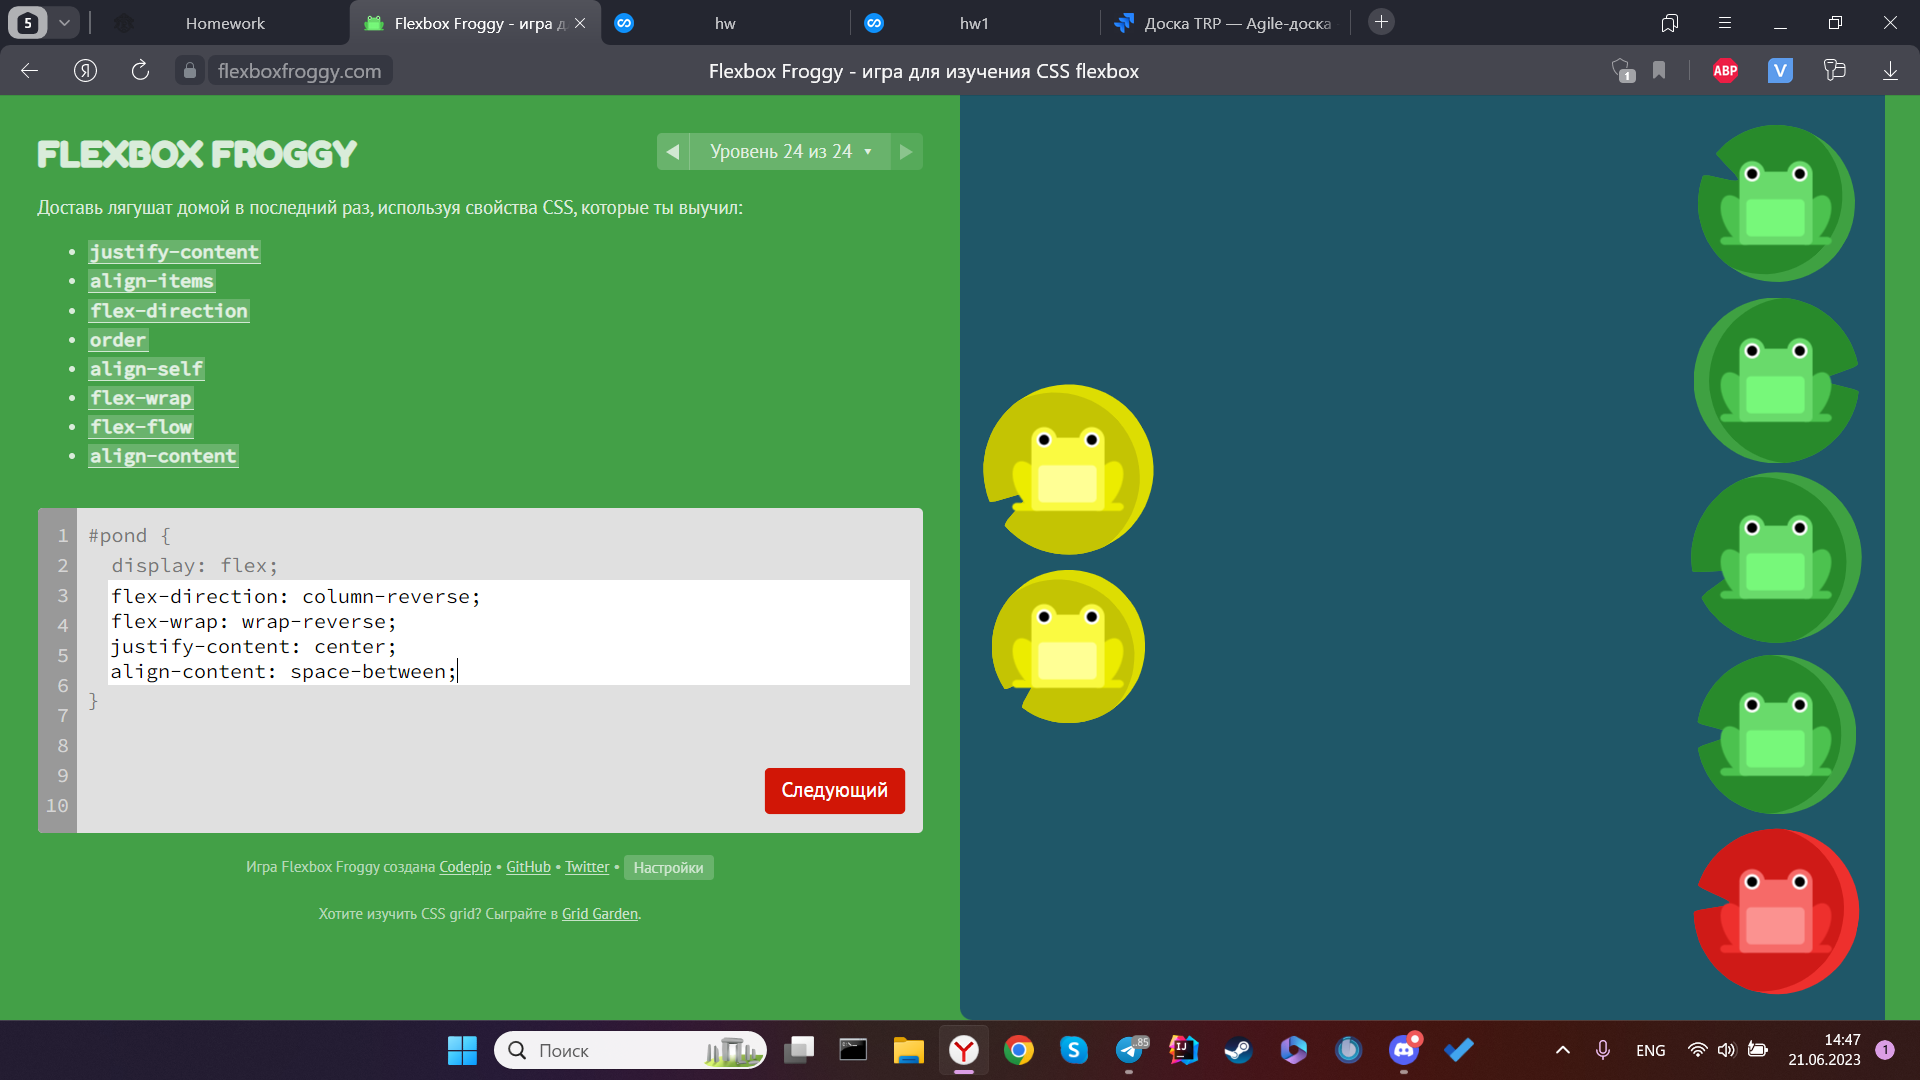 5
Homework
Flexbox Froggy - игра д
hw
hw1
Доска TRP — Agile-доска
Я
flexboxfroggy.com
Flexbox Froggy - игра для изучения CSS flexbox
1
ABP
V
FLEXBOX FROGGY
Уровень 24 из 24
Доставь лягушат домой в последний раз, используя свойства CSS, которые ты выучил:
• justify-content
• align-items
• flex-direction
• order
• align-self
• flex-wrap
• flex-flow
• align-content
1 #pond {
2 display: flex;
3 flex-direction: column-reverse;
4 flex-wrap: wrap-reverse;
5 justify-content: center;
6 align-content: space-between;
7 }
8
9
10
Следующий
Игра Flexbox Froggy создана Codepip • GitHub • Twitter • Настройки
Хотите изучить CSS grid? Сыграйте в Grid Garden.
Поиск
Y
S
..85
IJ
ENG
14:47
21.06.2023
1